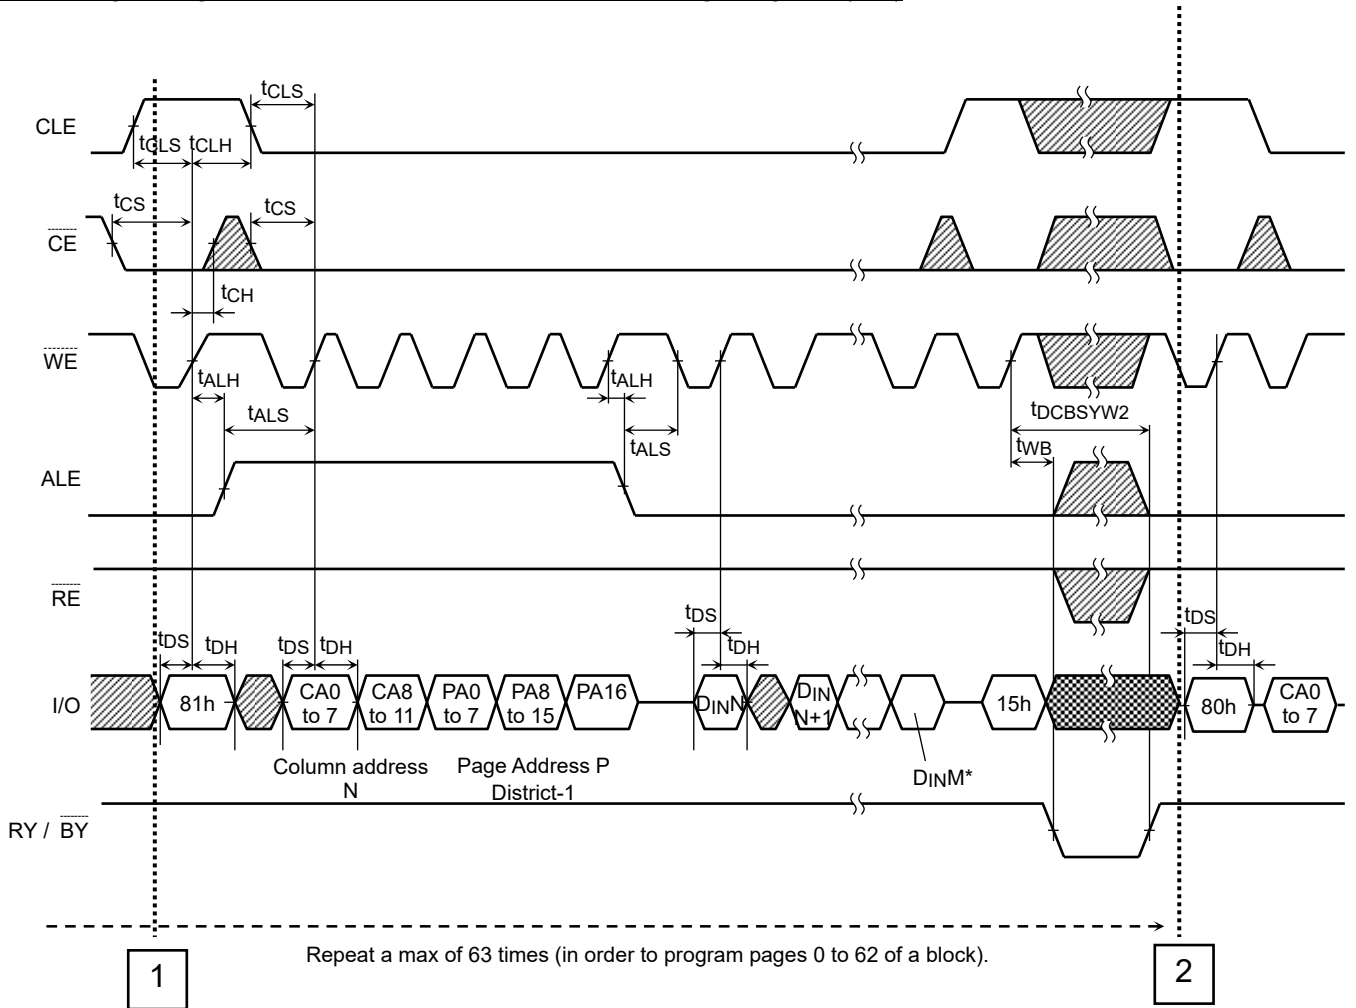 tCLS
CLE
tCLS tCLH
tCS tCS
CE
tCH
WE
tALH tALH
tALS tALS
tDCBSYW2
tWB
ALE
RE
tDS tDH tDS tDH tDS tDH tDS tDH
I/O
81h
CA0 to 7
CA8 to 11
PA0 to 7
PA8 to 15
PA16
DINN
DIN N+1
15h
80h
CA0 to 7
Column address N
Page Address P District-1
DINM*
RY / BY
Repeat a max of 63 times (in order to program pages 0 to 62 of a block).
1
2